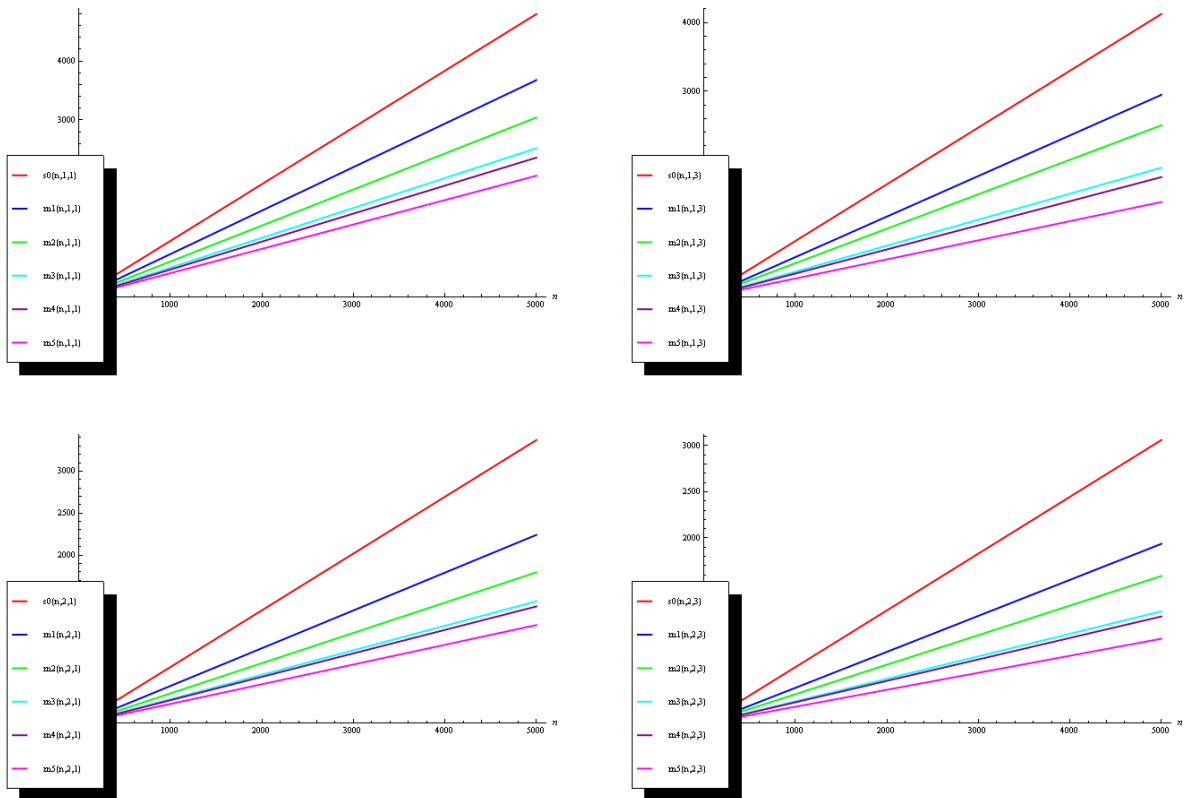 4000
3000
s0(n,1,1)
m1(n,1,1)
m2(n,1,1)
m3(n,1,1)
m4(n,1,1)
m5(n,1,1)
1000 2000 3000 4000 5000 n
4000
3000
s0(n,1,3)
m1(n,1,3)
m2(n,1,3)
m3(n,1,3)
m4(n,1,3)
m5(n,1,3)
1000 2000 3000 4000 5000 n
3000
2500
2000
s0(n,2,1)
m1(n,2,1)
m2(n,2,1)
m3(n,2,1)
m4(n,2,1)
m5(n,2,1)
1000 2000 3000 4000 5000 n
3000
2500
2000
s0(n,2,3)
m1(n,2,3)
m2(n,2,3)
m3(n,2,3)
m4(n,2,3)
m5(n,2,3)
1000 2000 3000 4000 5000 n